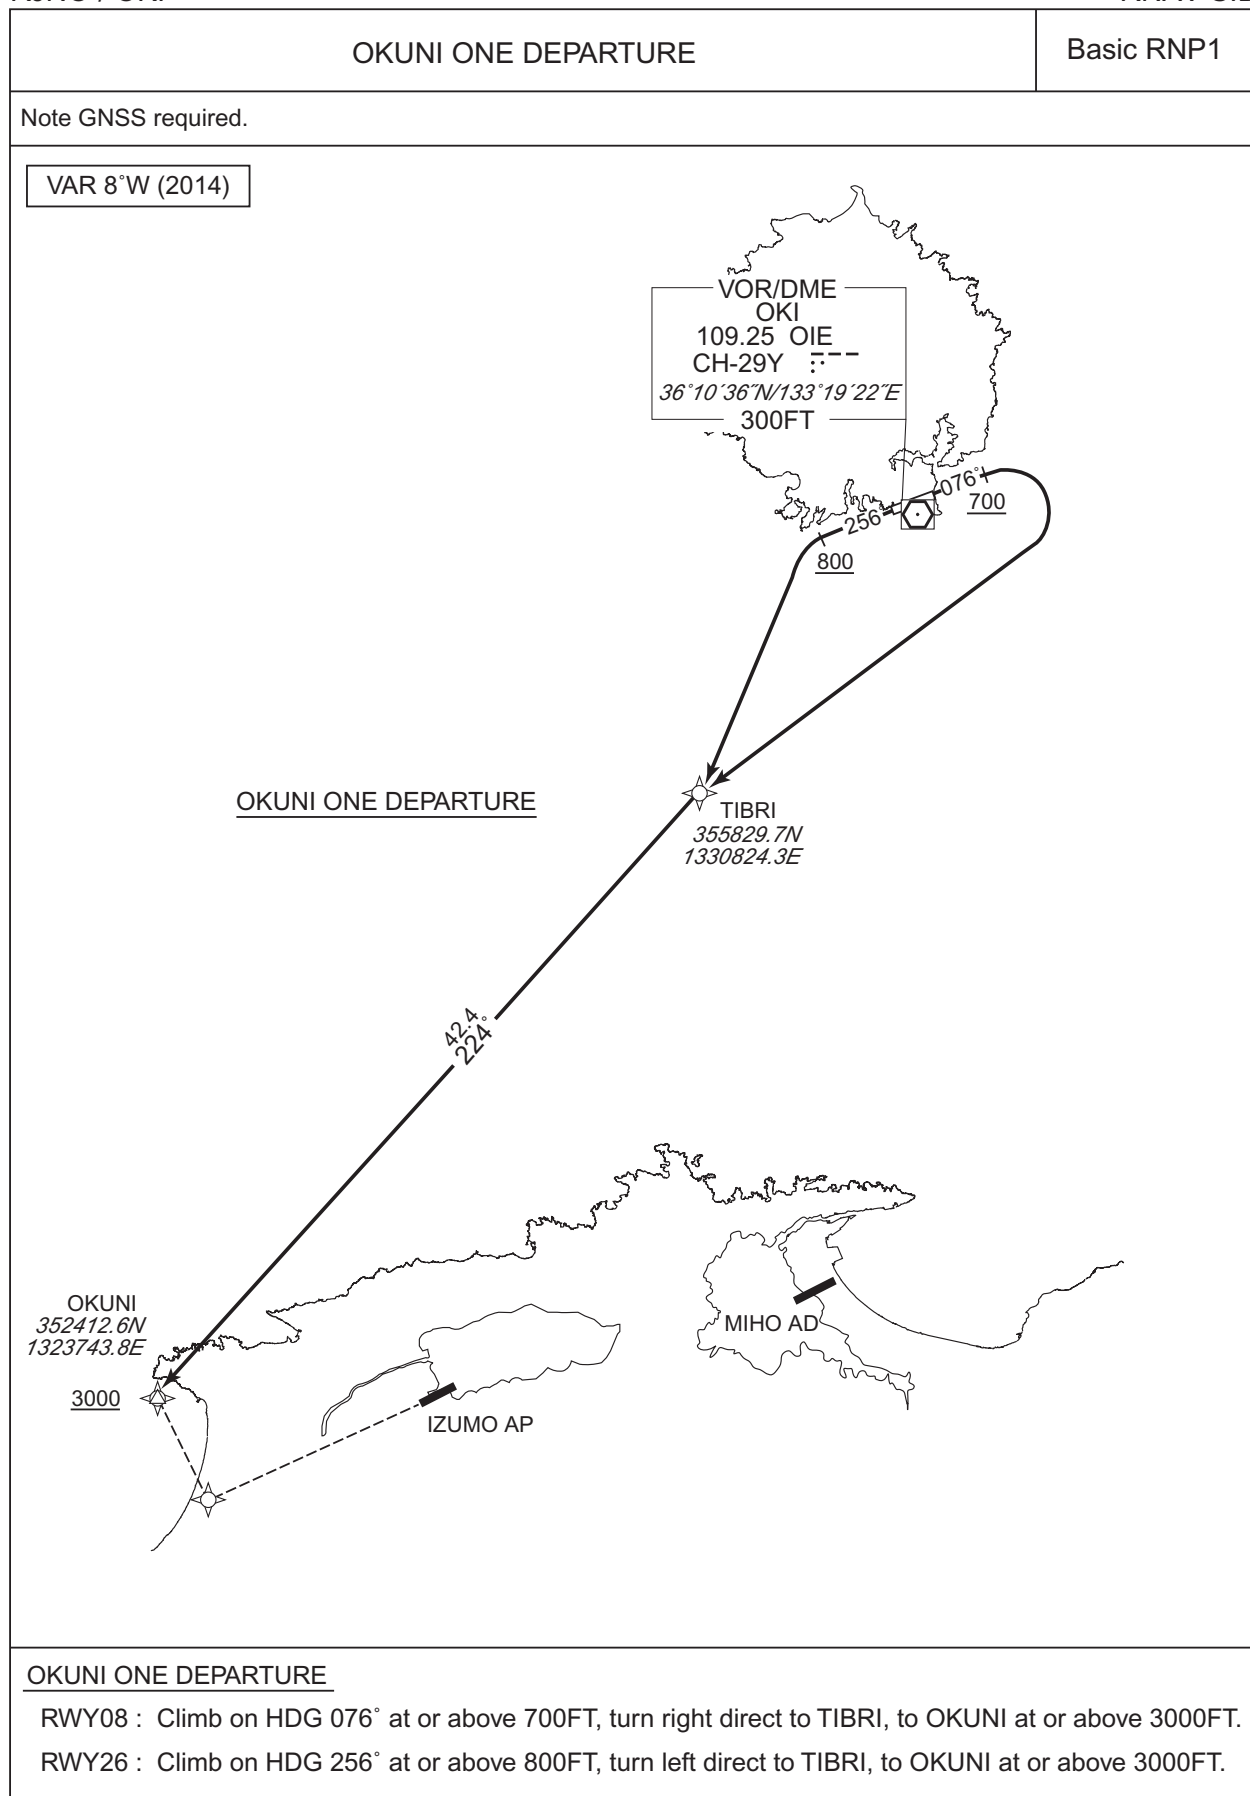 OKUNI ONE DEPARTURE
Basic RNP1
Note GNSS required.
VAR 8°W (2014)
VOR/DME
OKI
109.25 OIE
CH-29Y
36°10´36˝N/133°19´22˝E
300FT
076°
700
256°
800
OKUNI ONE DEPARTURE
TIBRI
355829.7N
1330824.3E
42.4
224°
OKUNI
352412.6N
1323743.8E
3000
MIHO AD
IZUMO AP
OKUNI ONE DEPARTURE
RWY08 : Climb on HDG 076° at or above 700FT, turn right direct to TIBRI, to OKUNI at or above 3000FT.
RWY26 : Climb on HDG 256° at or above 800FT, turn left direct to TIBRI, to OKUNI at or above 3000FT.